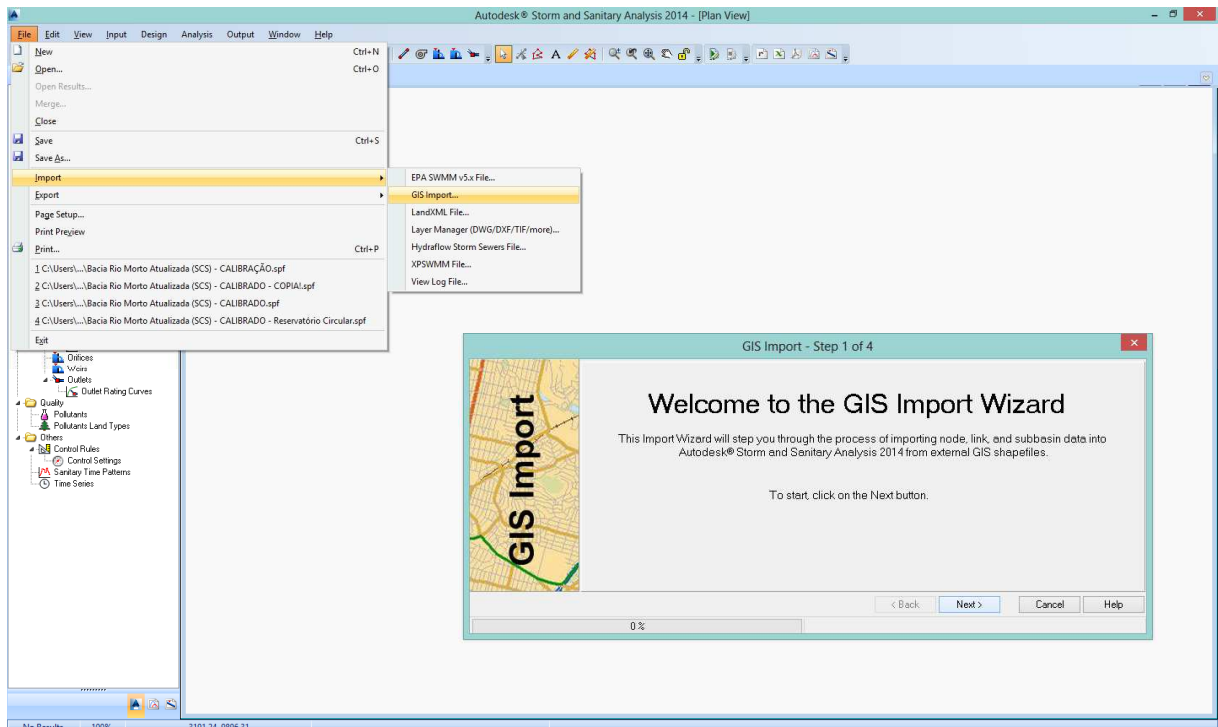 Autodesk® Storm and Sanitary Analysis 2014 - [Plan View]
File Edit View Input Design Analysis Output Window Help
New Ctrl+N
Open... Ctrl+O
Open Results...
Merge...
Close
Save Ctrl+S
Save As...
Import
Export
Page Setup...
Print Preview
Print... Ctrl+P
1 C:\Users\...\Bacia Rio Morto Atualizada (SCS) - CALIBRAÇÃO.spf
2 C:\Users\...\Bacia Rio Morto Atualizada (SCS) - CALIBRADO - COPIA!.spf
3 C:\Users\...\Bacia Rio Morto Atualizada (SCS) - CALIBRADO.spf
4 C:\Users\...\Bacia Rio Morto Atualizada (SCS) - CALIBRADO - Reservatório Circular.spf
Exit
EPA SWMM v5.x File...
GIS Import...
LandXML File...
Layer Manager (DWG/DXF/TIF/more)...
Hydraflow Storm Sewers File...
XPSWMM File...
View Log File...
Orifices
Weirs
Outlets
Outlet Rating Curves
Quality
Pollutants
Pollutants Land Types
Others
Control Rules
Control Settings
Sanitary Time Patterns
Time Series
GIS Import - Step 1 of 4
GIS Import
Welcome to the GIS Import Wizard
This Import Wizard will step you through the process of importing node, link, and subbasin data into
Autodesk® Storm and Sanitary Analysis 2014 from external GIS shapefiles.
To start, click on the Next button.
< Back Next > Cancel Help
0 %
No Results 100%